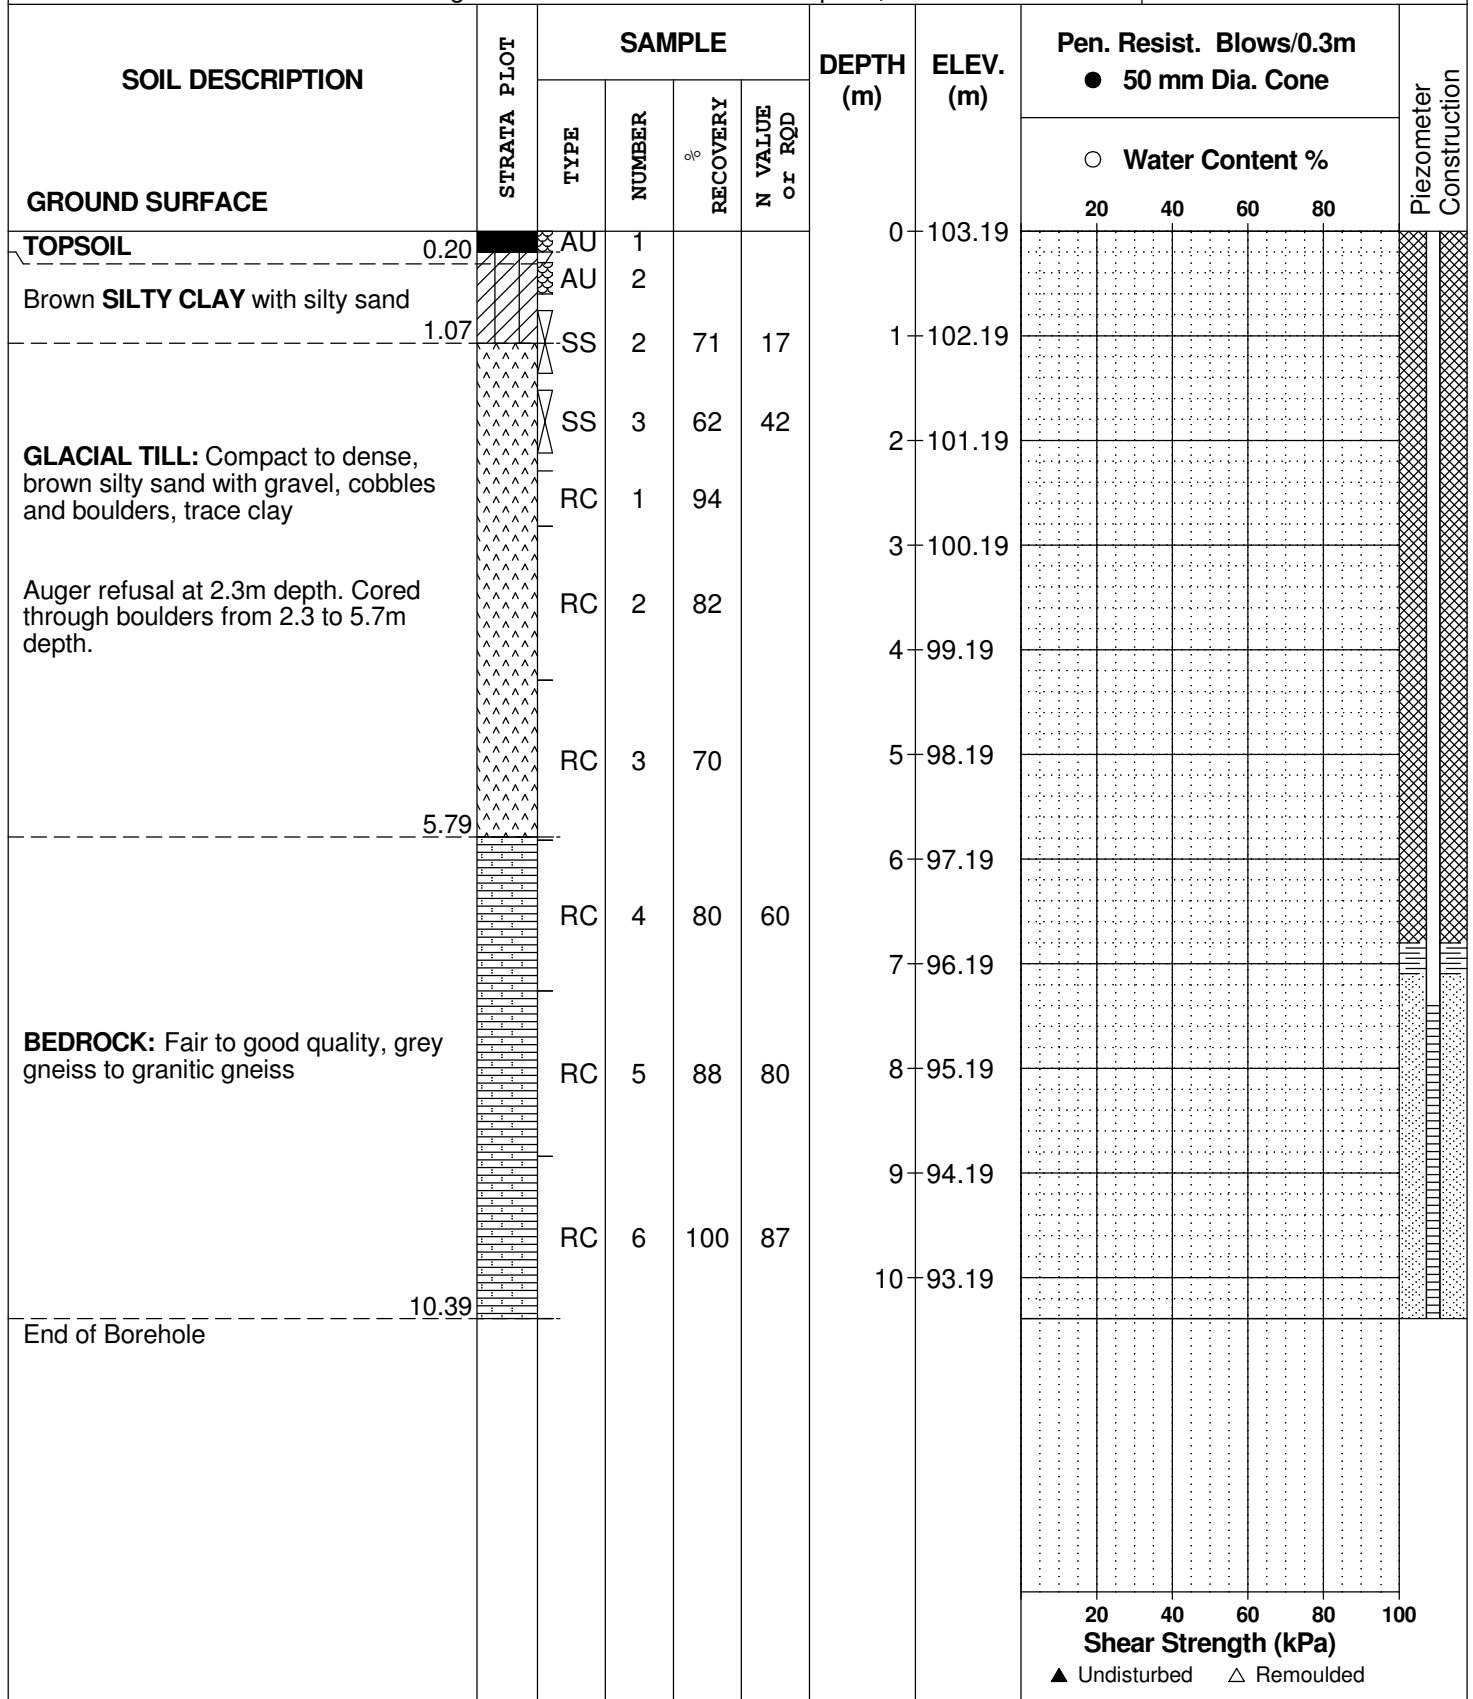 SOIL DESCRIPTION
GROUND SURFACE
STRATA PLOT
SAMPLE
TYPE
NUMBER
% RECOVERY
N VALUE or RQD
DEPTH (m)
ELEV. (m)
Pen. Resist. Blows/0.3m
● 50 mm Dia. Cone
○ Water Content %
20 40 60 80
Piezometer Construction
TOPSOIL 0.20
AU 1
0 103.19
AU 2
Brown SILTY CLAY with silty sand
1.07
SS 2 71 17
1 102.19
SS 3 62 42
2 101.19
GLACIAL TILL: Compact to dense,
brown silty sand with gravel, cobbles
and boulders, trace clay
RC 1 94
3 100.19
Auger refusal at 2.3m depth. Cored
through boulders from 2.3 to 5.7m
depth.
RC 2 82
4 99.19
RC 3 70
5 98.19
5.79
6 97.19
RC 4 80 60
7 96.19
BEDROCK: Fair to good quality, grey
gneiss to granitic gneiss
RC 5 88 80
8 95.19
9 94.19
RC 6 100 87
10 93.19
10.39
End of Borehole
20 40 60 80 100
Shear Strength (kPa)
▲ Undisturbed △ Remoulded